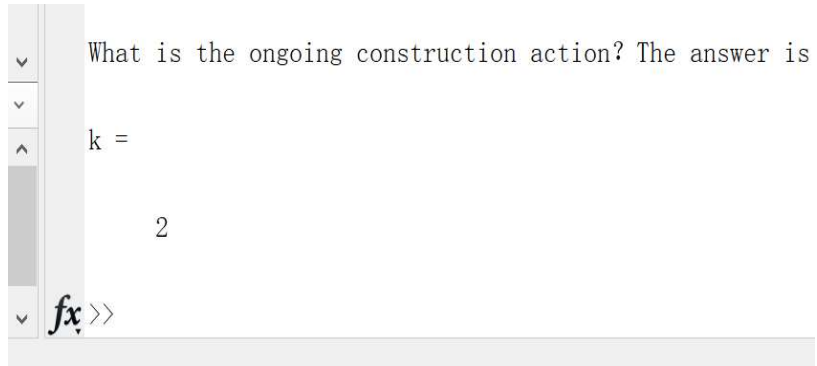 What is the ongoing construction action? The answer is
k =
2
fx >>